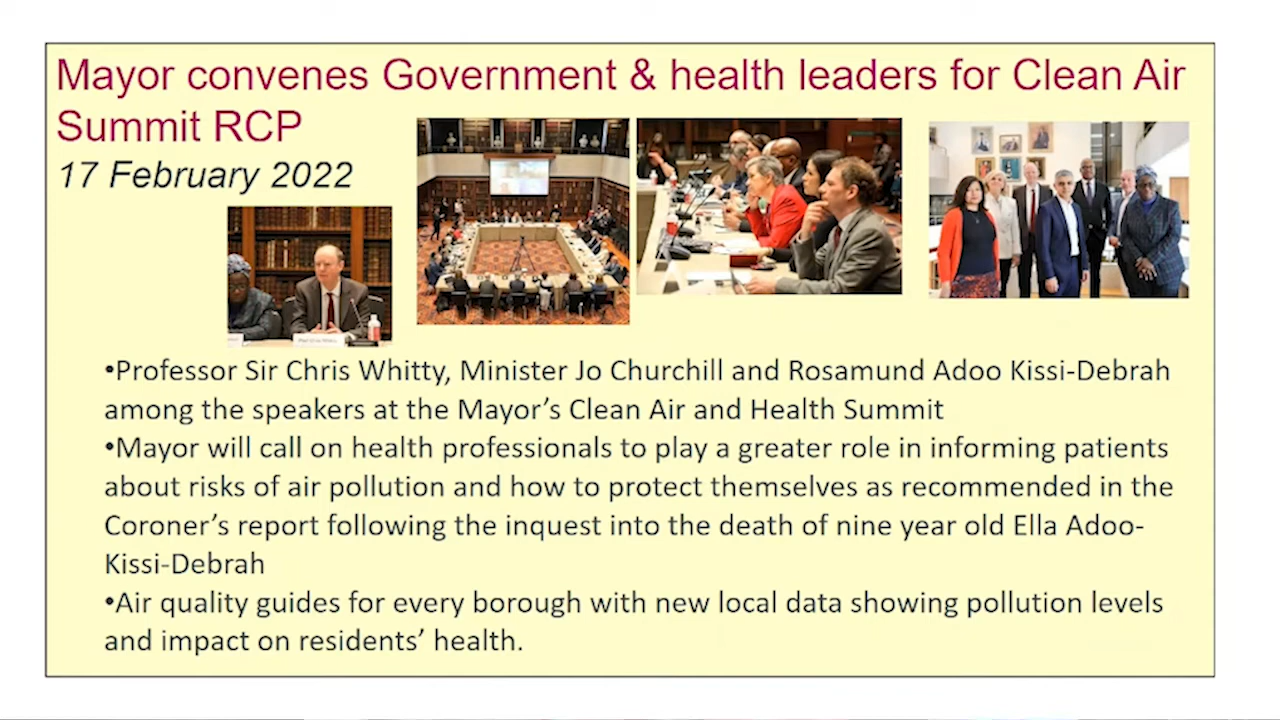 Mayor convenes Government & health leaders for Clean Air
Summit RCP
17 February 2022
•Professor Sir Chris Whitty, Minister Jo Churchill and Rosamund Adoo Kissi-Debrah
among the speakers at the Mayor's Clean Air and Health Summit
•Mayor will call on health professionals to play a greater role in informing patients
about risks of air pollution and how to protect themselves as recommended in the
Coroner's report following the inquest into the death of nine year old Ella Adoo-
Kissi-Debrah
•Air quality guides for every borough with new local data showing pollution levels
and impact on residents' health.